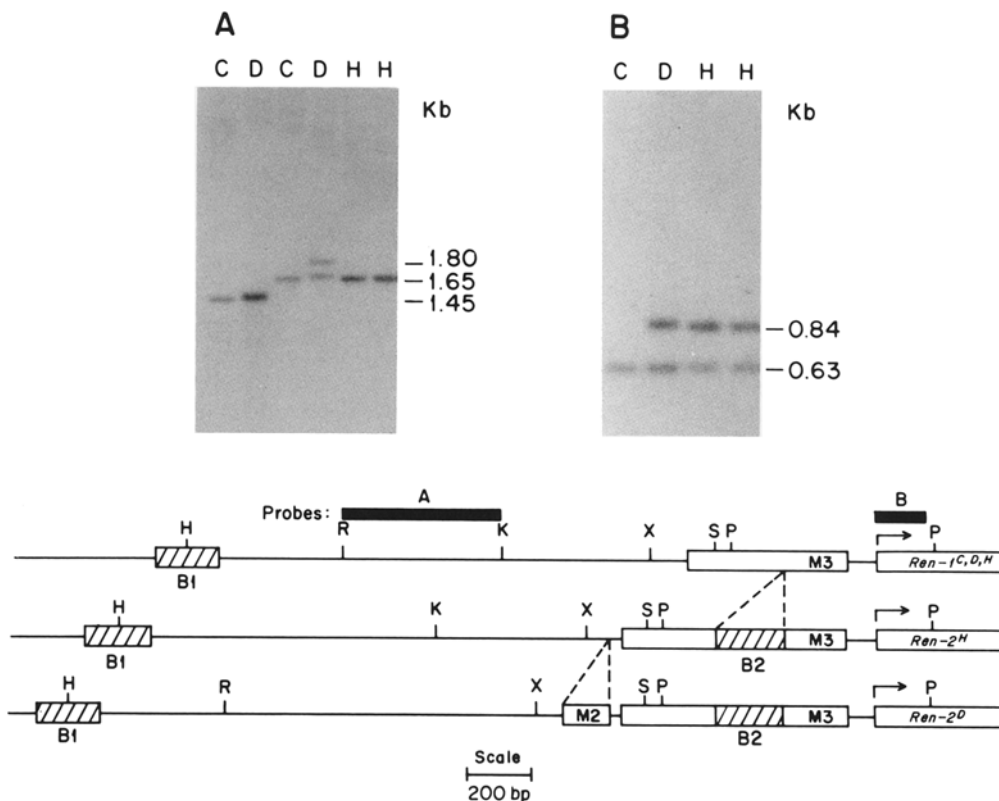 A
C D C D H H
Kb
1.80
1.65
1.45
B
C D H H
Kb
0.84
0.63
Probes: A B
H R K X S P P
B1 M3 Ren-1C,D,H
H K X S P P
B1 B2 M3 Ren-2H
H R X S P P
B1 M2 B2 M3 Ren-2D
Scale
200 bp